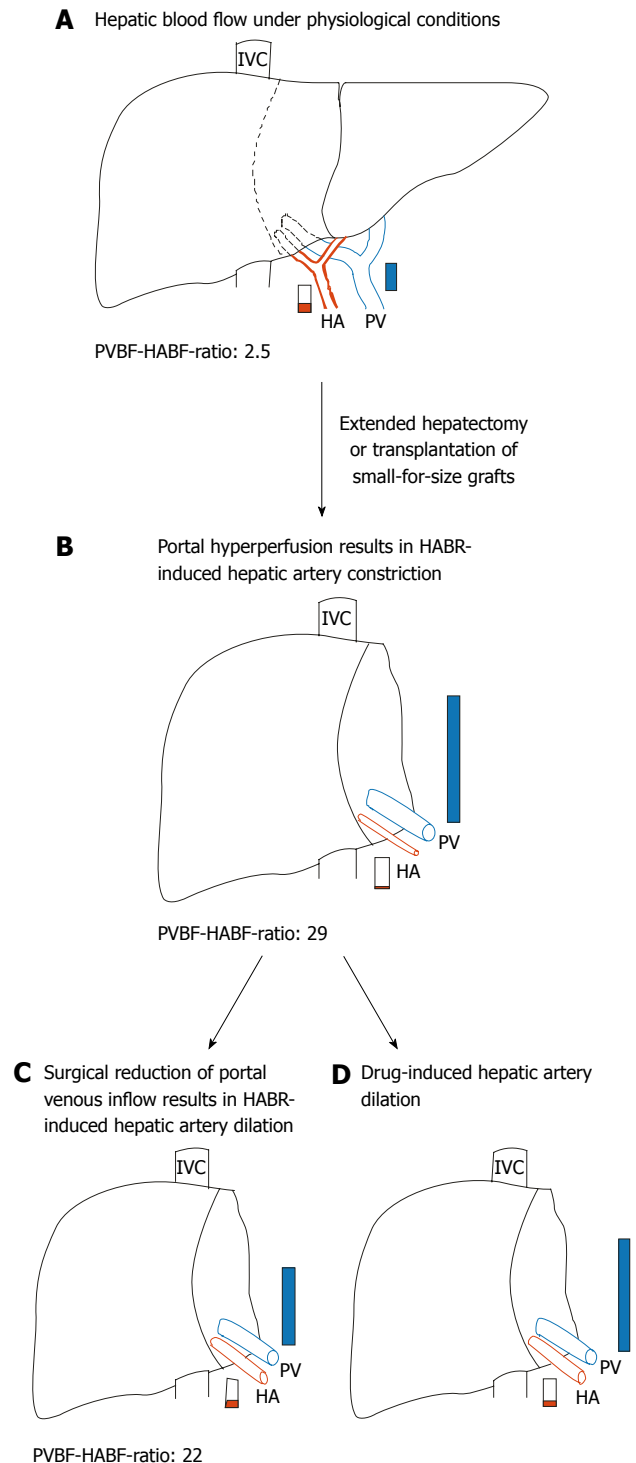 A Hepatic blood flow under physiological conditions
IVC
HA PV
PVBF-HABF-ratio: 2.5
Extended hepatectomy
or transplantation of
small-for-size grafts
B Portal hyperperfusion results in HABR-
induced hepatic artery constriction
IVC
PV
HA
PVBF-HABF-ratio: 29
C Surgical reduction of portal
venous inflow results in HABR-
induced hepatic artery dilation
IVC
PV
HA
PVBF-HABF-ratio: 22
D Drug-induced hepatic artery
dilation
IVC
PV
HA